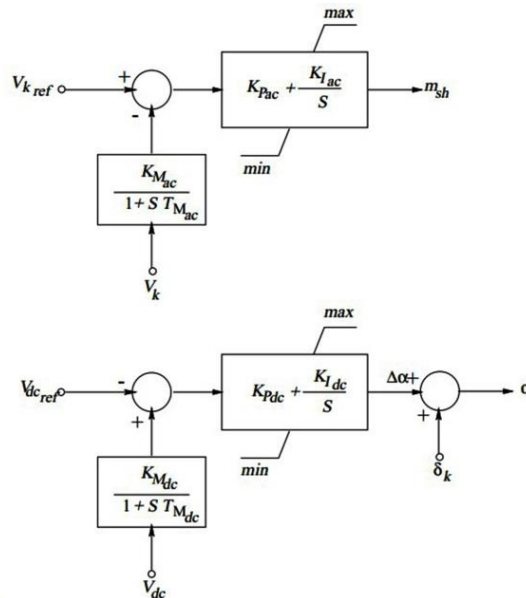 max
V_k ref
+
-
K_Pac + K_I ac / S
m_sh
min
K_M ac
1 + S T_M ac
V_k
max
V_dc ref
-
+
K_Pdc + K_I dc / S
Δα+
+
min
δ_k
K_M dc
1 + S T_M dc
V_dc